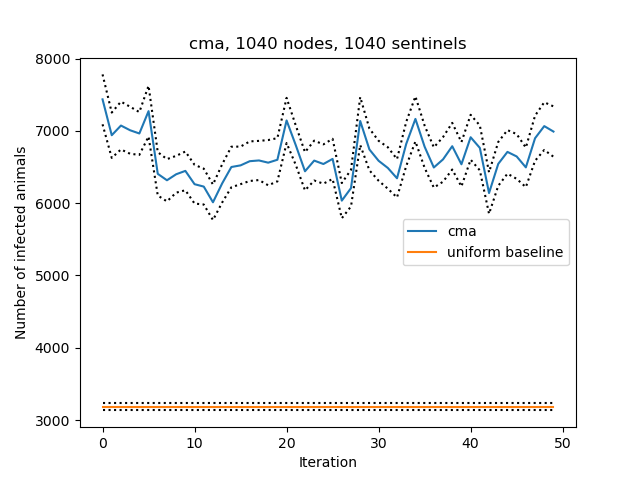 cma, 1040 nodes, 1040 sentinels
8000
7000
6000
5000
4000
3000
Number of infected animals
cma
uniform baseline
0
10
20
30
40
50
Iteration